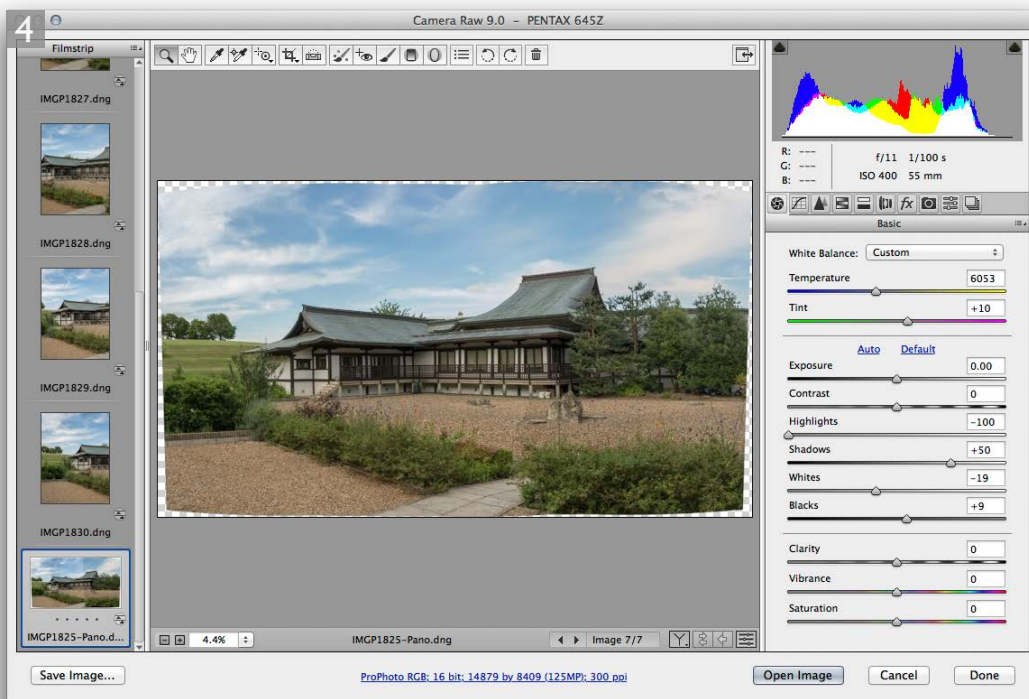 4
Camera Raw 9.0 – PENTAX 645Z
Filmstrip
IMGP1827.dng
IMGP1828.dng
IMGP1829.dng
IMGP1830.dng
IMGP1825-Pano.d...
4.4%
IMGP1825-Pano.dng
Image 7/7
Y
R: ---
G: ---
B: ---
f/11 1/100 s
ISO 400 55 mm
fx
Basic
White Balance: Custom
Temperature 6053
Tint +10
Auto Default
Exposure 0.00
Contrast 0
Highlights -100
Shadows +50
Whites -19
Blacks +9
Clarity 0
Vibrance 0
Saturation 0
Save Image...
ProPhoto RGB; 16 bit; 14879 by 8409 (125MP); 300 ppi
Open Image
Cancel
Done